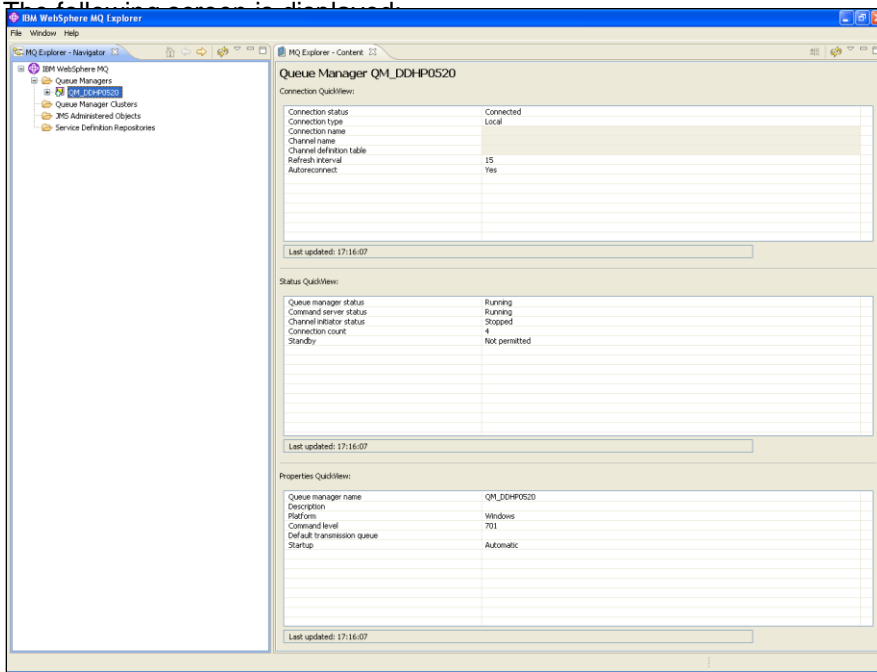 The following screen is displayed:
IBM WebSphere MQ Explorer
File Window Help
MQ Explorer - Navigator
IBM WebSphere MQ
Queue Managers
QM_DDHP0520
Queue Manager Clusters
JMS Administered Objects
Service Definition Repositories
MQ Explorer - Content
Queue Manager QM_DDHP0520
Connection QuickView:
Connection status Connected
Connection type Local
Connection name
Channel name
Channel definition table
Refresh interval 15
Autoreconnect Yes
Last updated: 17:16:07
Status QuickView:
Queue manager status Running
Command server status Running
Channel initiator status Stopped
Connection count 4
Standby Not permitted
Last updated: 17:16:07
Properties QuickView:
Queue manager name QM_DDHP0520
Description
Platform Windows
Command level 701
Default transmission queue
Startup Automatic
Last updated: 17:16:07